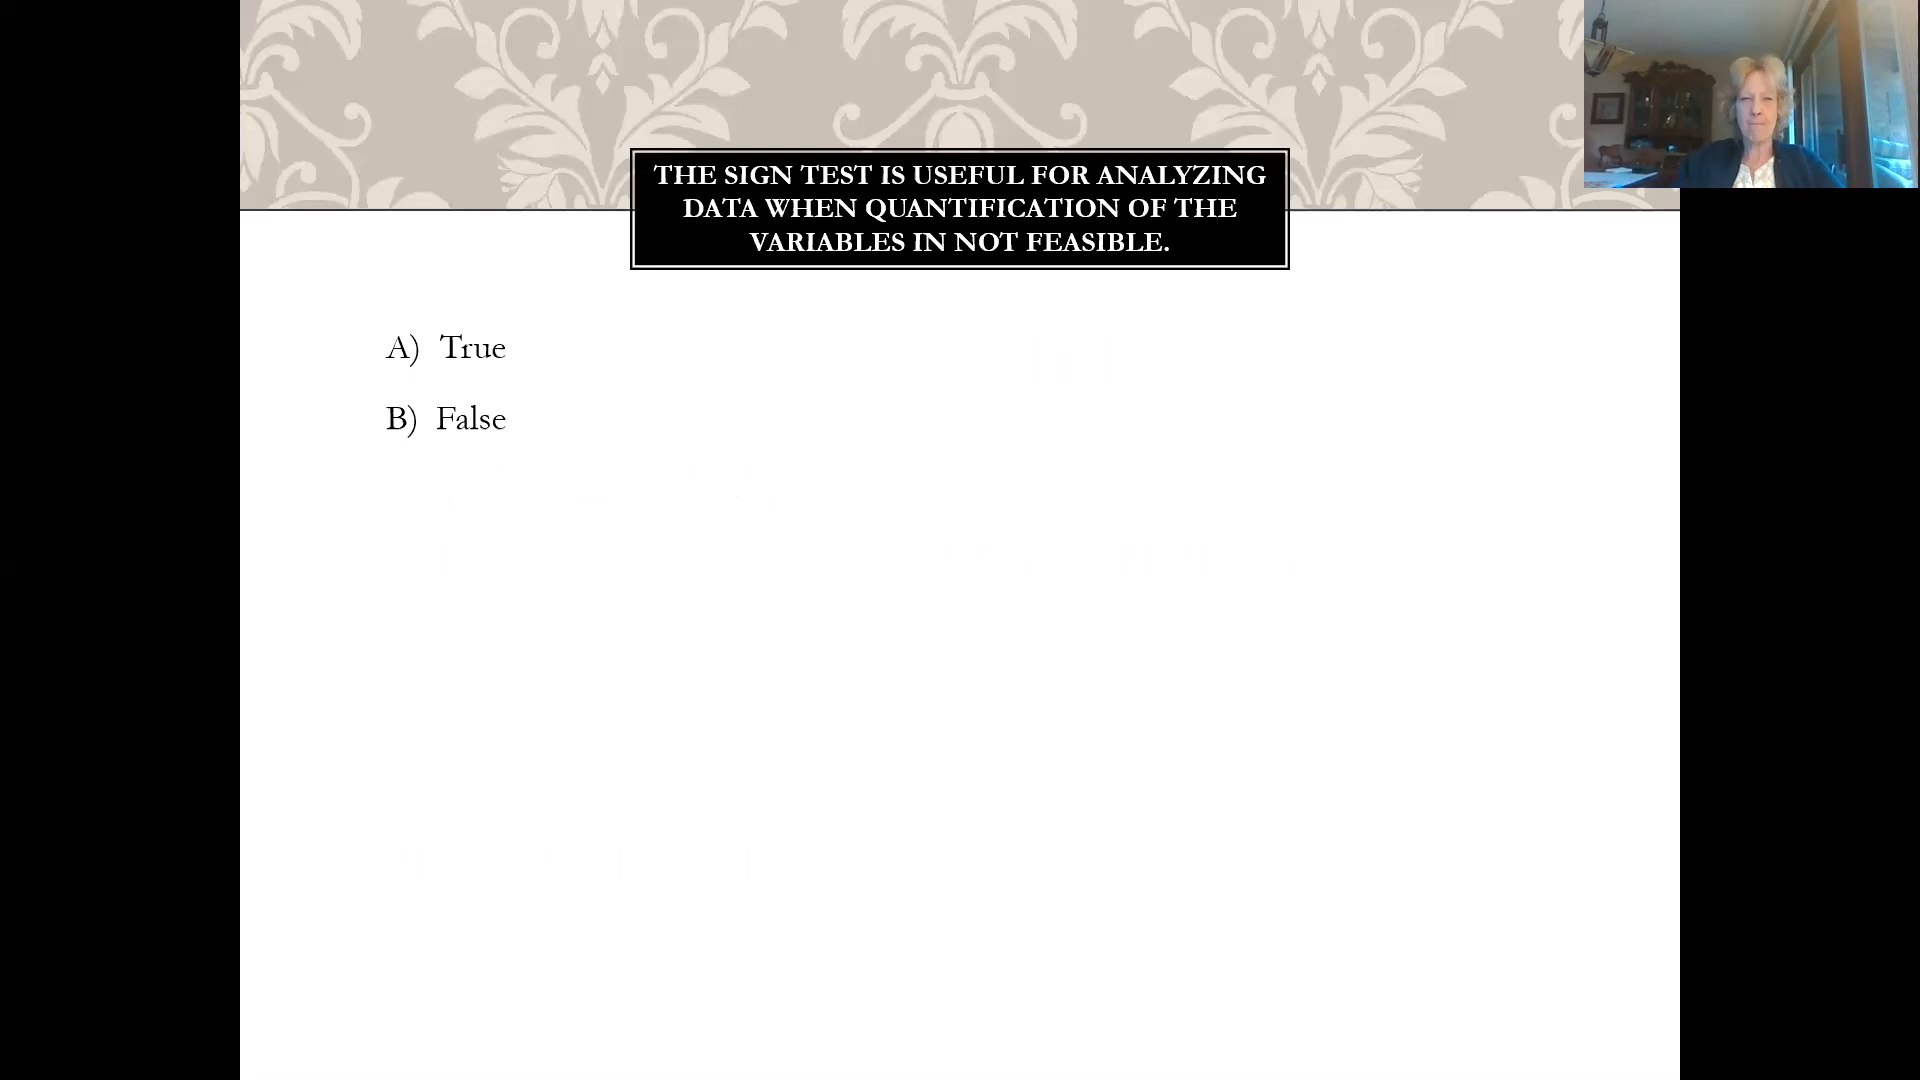 THE SIGN TEST IS USEFUL FOR ANALYZING
DATA WHEN QUANTIFICATION OF THE
VARIABLES IN NOT FEASIBLE.
A) True
B) False